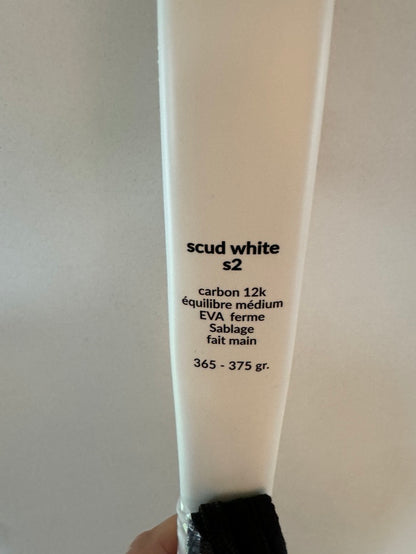 scud white
s2
carbon 12k
équilibre médium
EVA ferme
Sablage
fait main
365 - 375 gr.